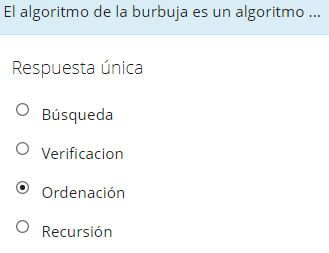 El algoritmo de la burbuja es un algoritmo ...
Respuesta única
Búsqueda
Verificacion
Ordenación
Recursión